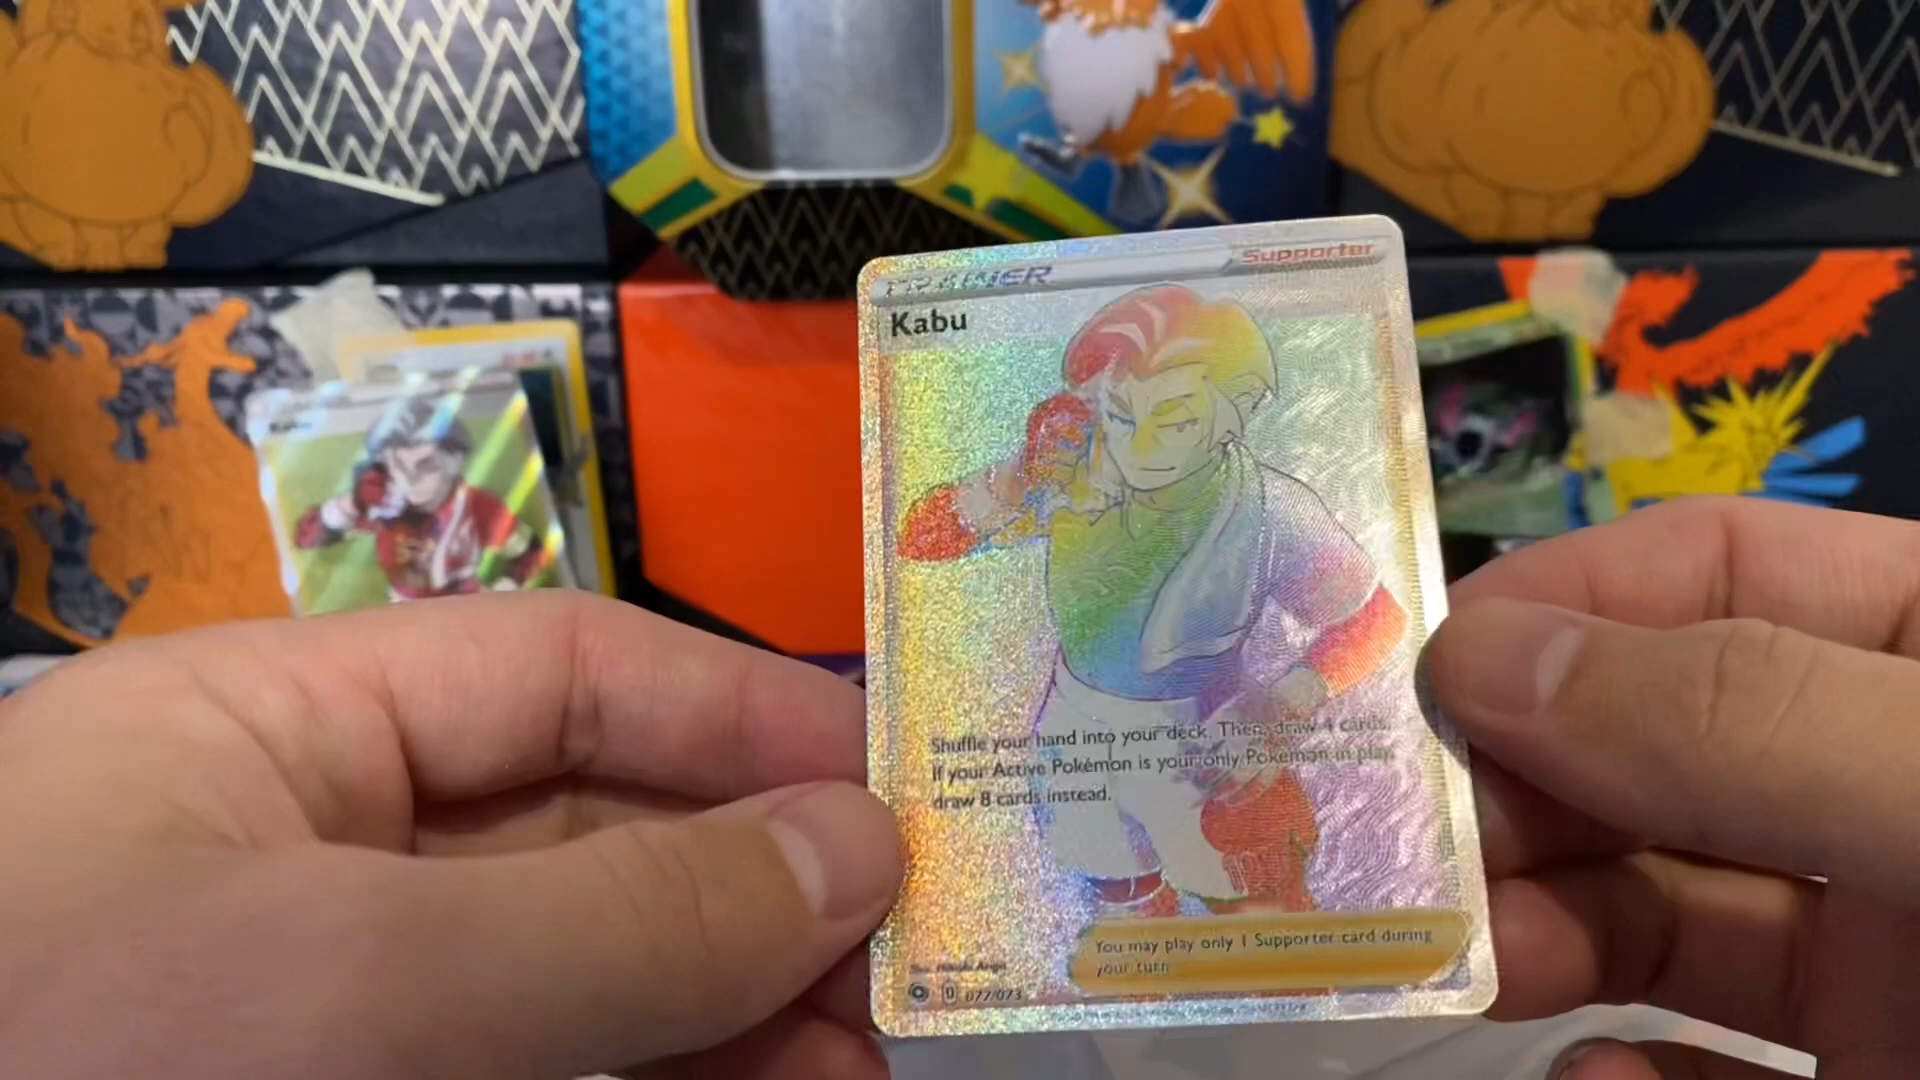 TRAINER
Supporter
Kabu
Shuffle your hand into your deck. Then, draw 4 cards.
If your Active Pokémon is your only Pokémon in play,
draw 8 cards instead.
You may play only 1 Supporter card during
your turn.
077/073
Kabu